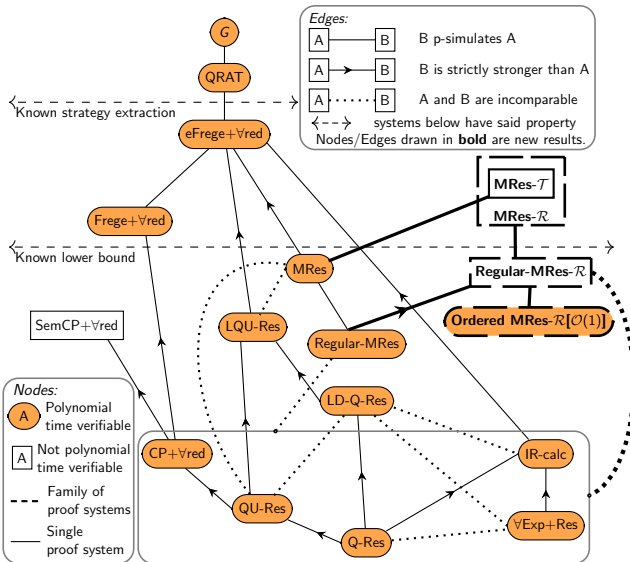 G
QRAT
Known strategy extraction
eFrege+∀red
Edges:
A B B p-simulates A
A B B is strictly stronger than A
A B A and B are incomparable
systems below have said property
Nodes/Edges drawn in bold are new results.
MRes-𝒯
MRes-ℛ
Frege+∀red
Known lower bound
MRes
Regular-MRes-ℛ
SemCP+∀red
LQU-Res
Regular-MRes
Ordered MRes-ℛ[𝒪(1)]
LD-Q-Res
Nodes:
A Polynomial
time verifiable
A Not polynomial
time verifiable
Family of
proof systems
Single
proof system
CP+∀red
IR-calc
QU-Res
∀Exp+Res
Q-Res